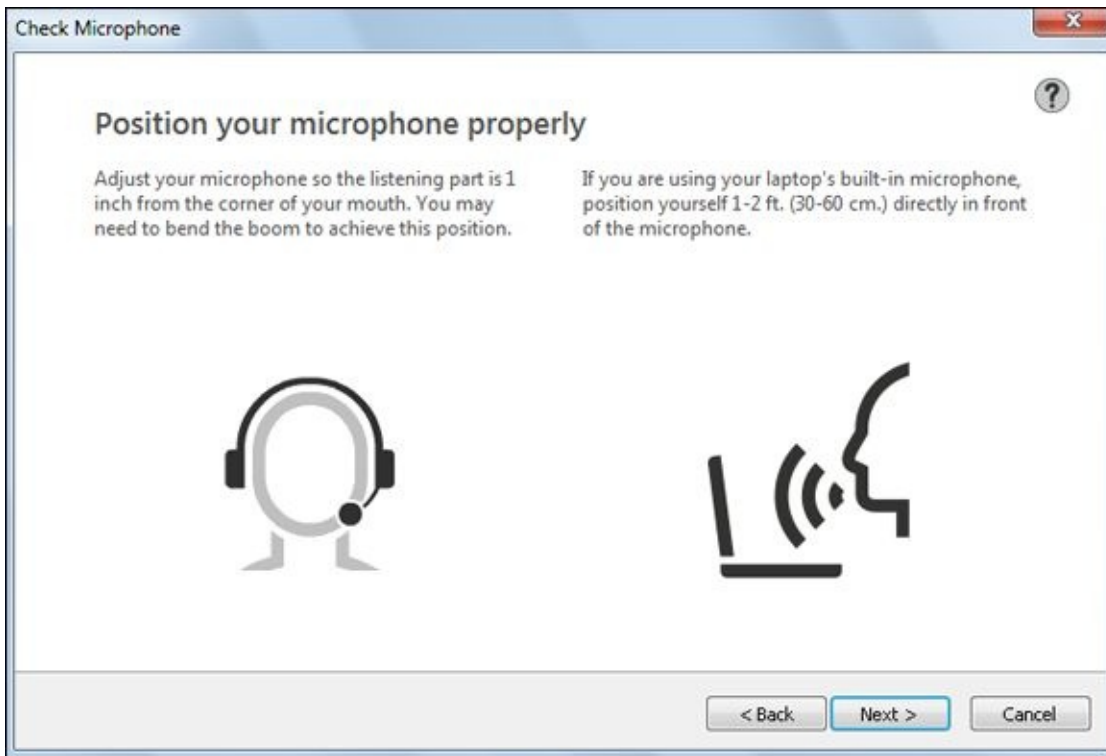 Check Microphone
x
?
Position your microphone properly
Adjust your microphone so the listening part is 1
inch from the corner of your mouth. You may
need to bend the boom to achieve this position.
If you are using your laptop's built-in microphone,
position yourself 1-2 ft. (30-60 cm.) directly in front
of the microphone.
< Back
Next >
Cancel